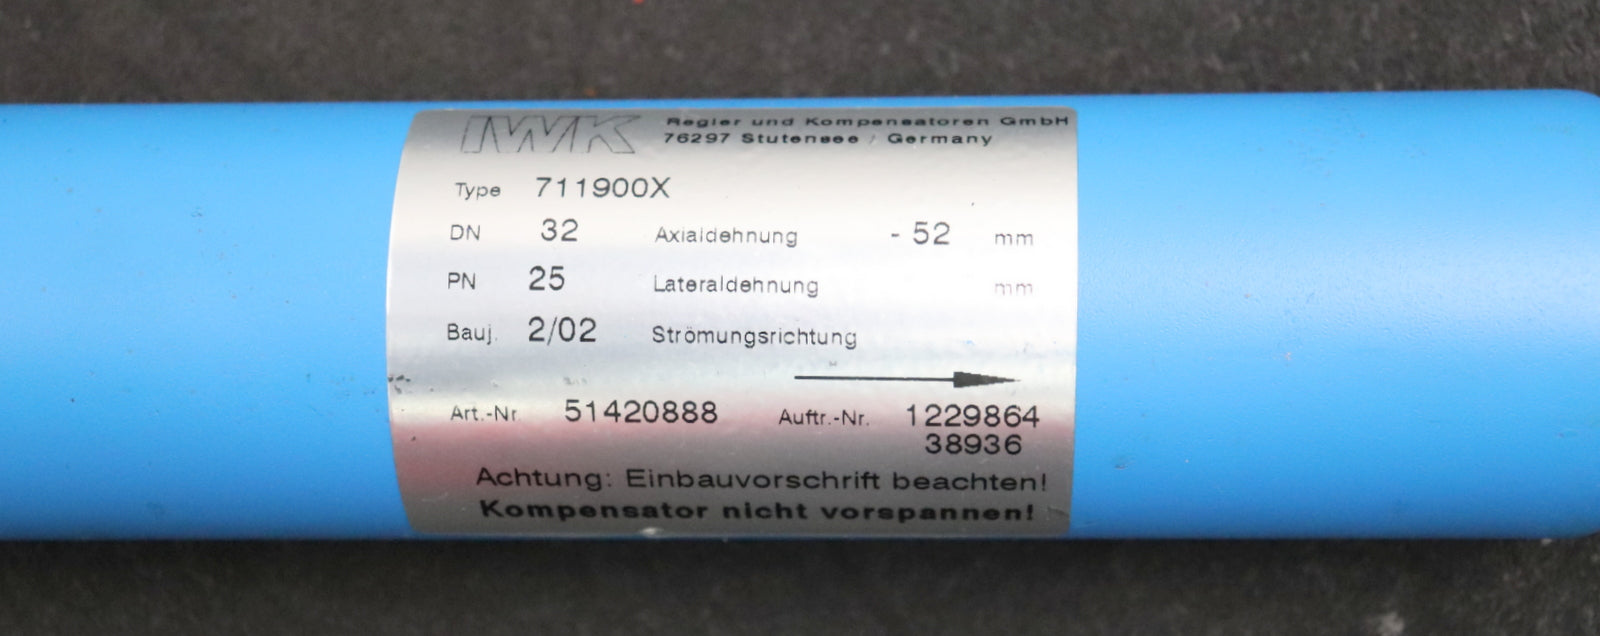 IWK Regler und Kompensatoren GmbH
76297 Stutensee / Germany
Type 711900X
DN 32 Axialdehnung - 52 mm
PN 25 Lateraldehnung mm
Bauj. 2/02 Strömungsrichtung
Art.-Nr. 51420888 Auftr.-Nr. 1229864
38936
Achtung: Einbauvorschrift beachten!
Kompensator nicht vorspannen!